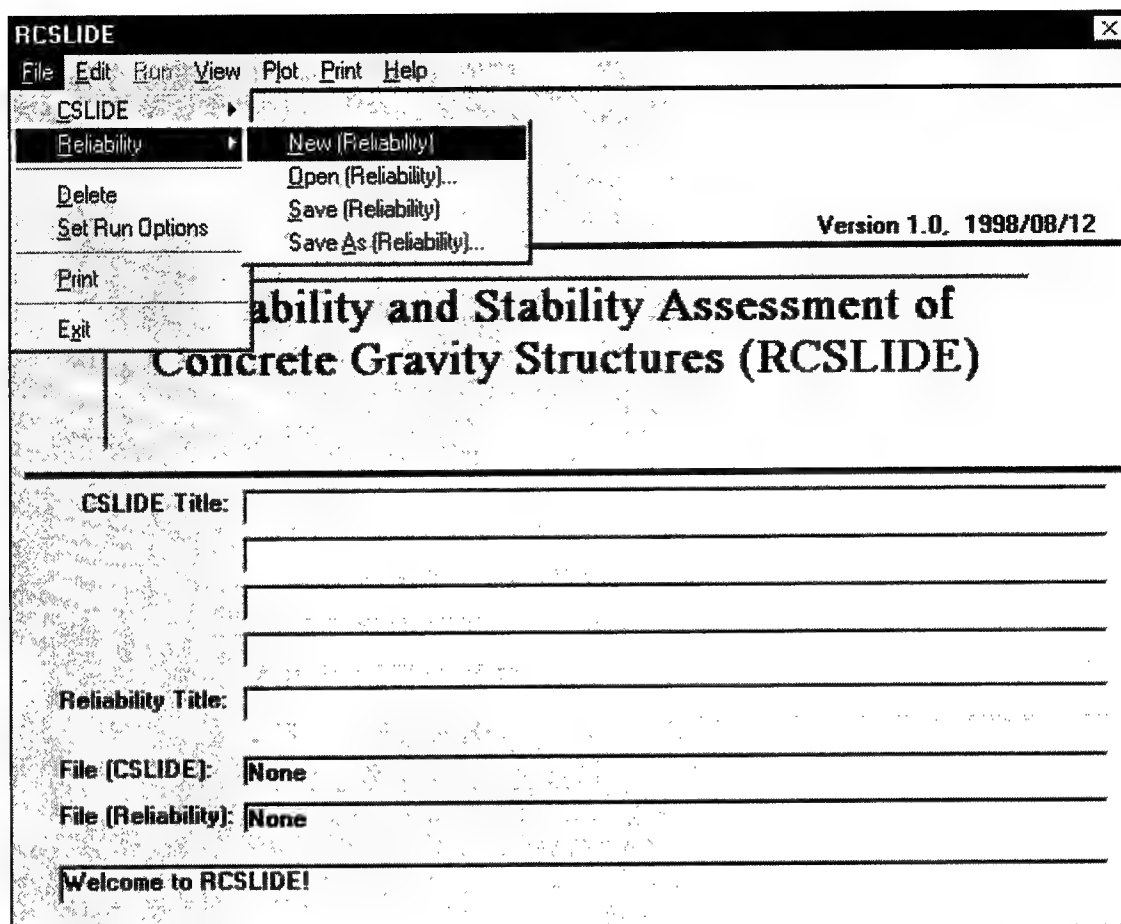 RCSLIDE
File Edit Run View Plot Print Help
CSLIDE
Reliability
Delete
Set Run Options
Print
Exit
New (Reliability)
Open (Reliability)...
Save (Reliability)
Save As (Reliability)...
Version 1.0, 1998/08/12
ability and Stability Assessment of
Concrete Gravity Structures (RCSLIDE)
CSLIDE Title:
Reliability Title:
File (CSLIDE): None
File (Reliability): None
Welcome to RCSLIDE!